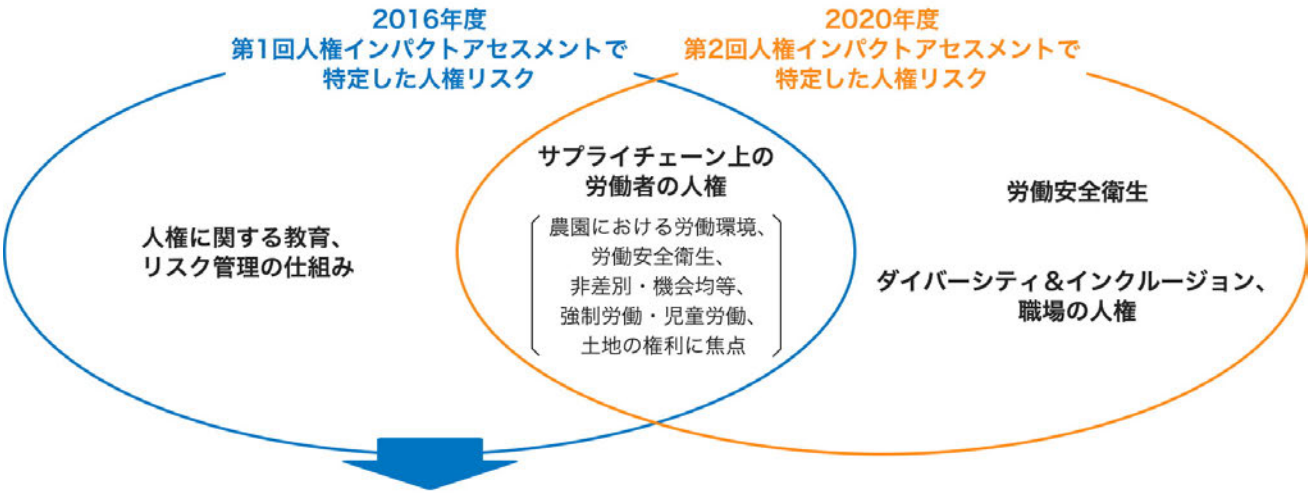 2016年度
第1回人権インパクトアセスメントで
特定した人権リスク
2020年度
第2回人権インパクトアセスメントで
特定した人権リスク
人権に関する教育、
リスク管理の仕組み
サプライチェーン上の
労働者の人権
農園における労働環境、
労働安全衛生、
非差別・機会均等、
強制労働・児童労働、
土地の権利に焦点
労働安全衛生
ダイバーシティ&インクルージョン、
職場の人権